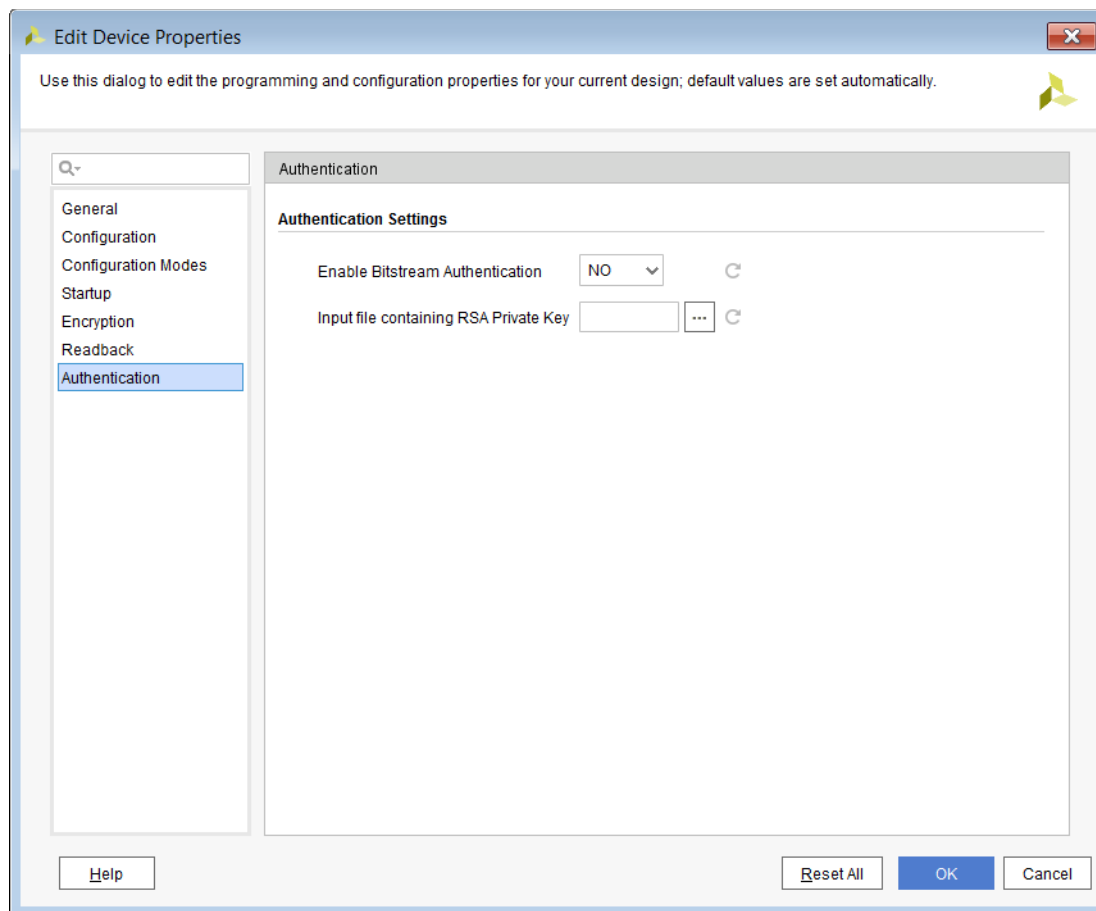 Edit Device Properties
Use this dialog to edit the programming and configuration properties for your current design; default values are set automatically.
General
Configuration
Configuration Modes
Startup
Encryption
Readback
Authentication
Authentication
Authentication Settings
Enable Bitstream Authentication NO
Input file containing RSA Private Key ...
Help Reset All OK Cancel